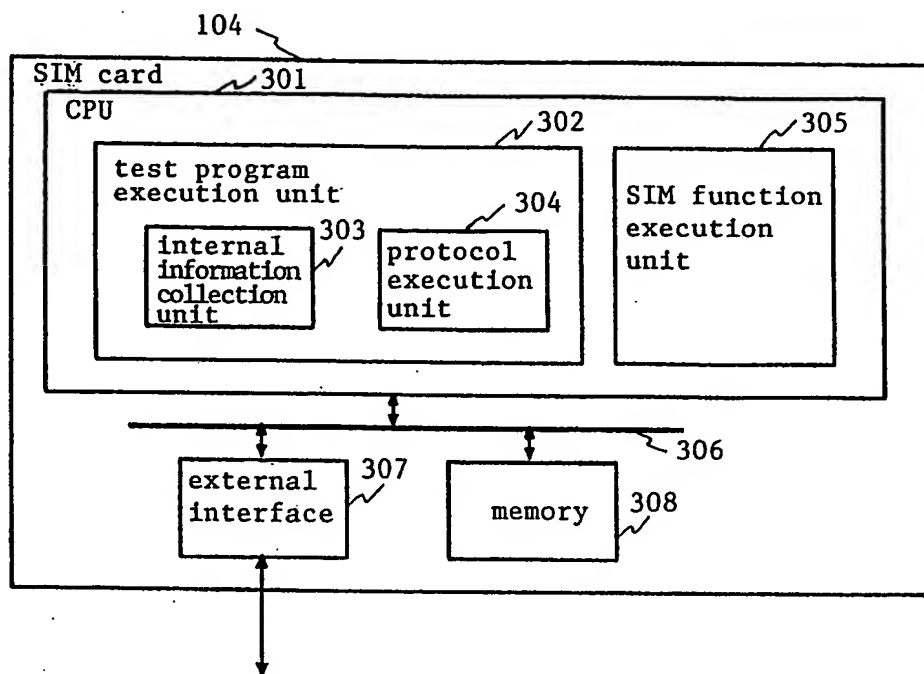 104
SIM card
301
CPU
302
305
test program
execution unit
304
303
SIM function
execution
unit
internal
information
collection
unit
protocol
execution
unit
306
external
interface
307
memory
308